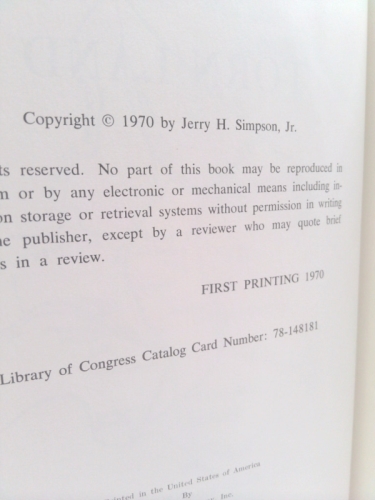 Copyright © 1970 by Jerry H. Simpson, Jr.
ts reserved. No part of this book may be reproduced in
m or by any electronic or mechanical means including in-
on storage or retrieval systems without permission in writing
he publisher, except by a reviewer who may quote brief
s in a review.
FIRST PRINTING 1970
Library of Congress Catalog Card Number: 78-148181
Printed in the United States of America
By
Inc.